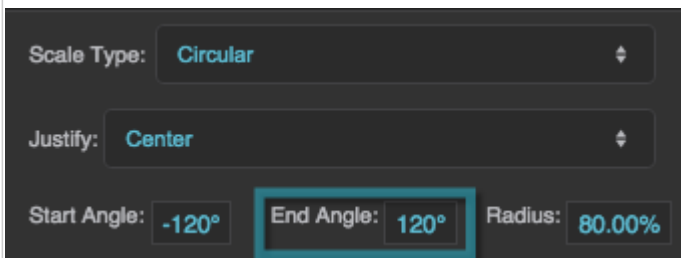 Scale Type: Circular
Justify: Center
Start Angle: -120° End Angle: 120° Radius: 80.00%